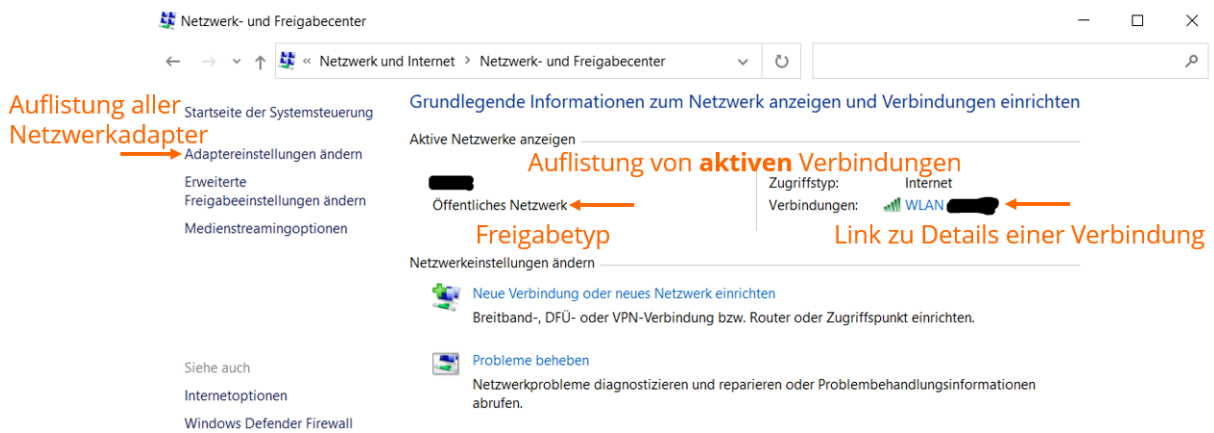 Netzwerk- und Freigabecenter
« Netzwerk und Internet > Netzwerk- und Freigabecenter
Auflistung aller
Netzwerkadapter
Startseite der Systemsteuerung
Adaptereinstellungen ändern
Erweiterte
Freigabeeinstellungen ändern
Medienstreamingoptionen
Grundlegende Informationen zum Netzwerk anzeigen und Verbindungen einrichten
Aktive Netzwerke anzeigen
Auflistung von aktiven Verbindungen
Öffentliches Netzwerk
Freigabetyp
Zugriffstyp: Internet
Verbindungen: WLAN
Link zu Details einer Verbindung
Netzwerkeinstellungen ändern
Neue Verbindung oder neues Netzwerk einrichten
Breitband-, DFÜ- oder VPN-Verbindung bzw. Router oder Zugriffspunkt einrichten.
Probleme beheben
Netzwerkprobleme diagnostizieren und reparieren oder Problembehandlungsinformationen
abrufen.
Siehe auch
Internetoptionen
Windows Defender Firewall